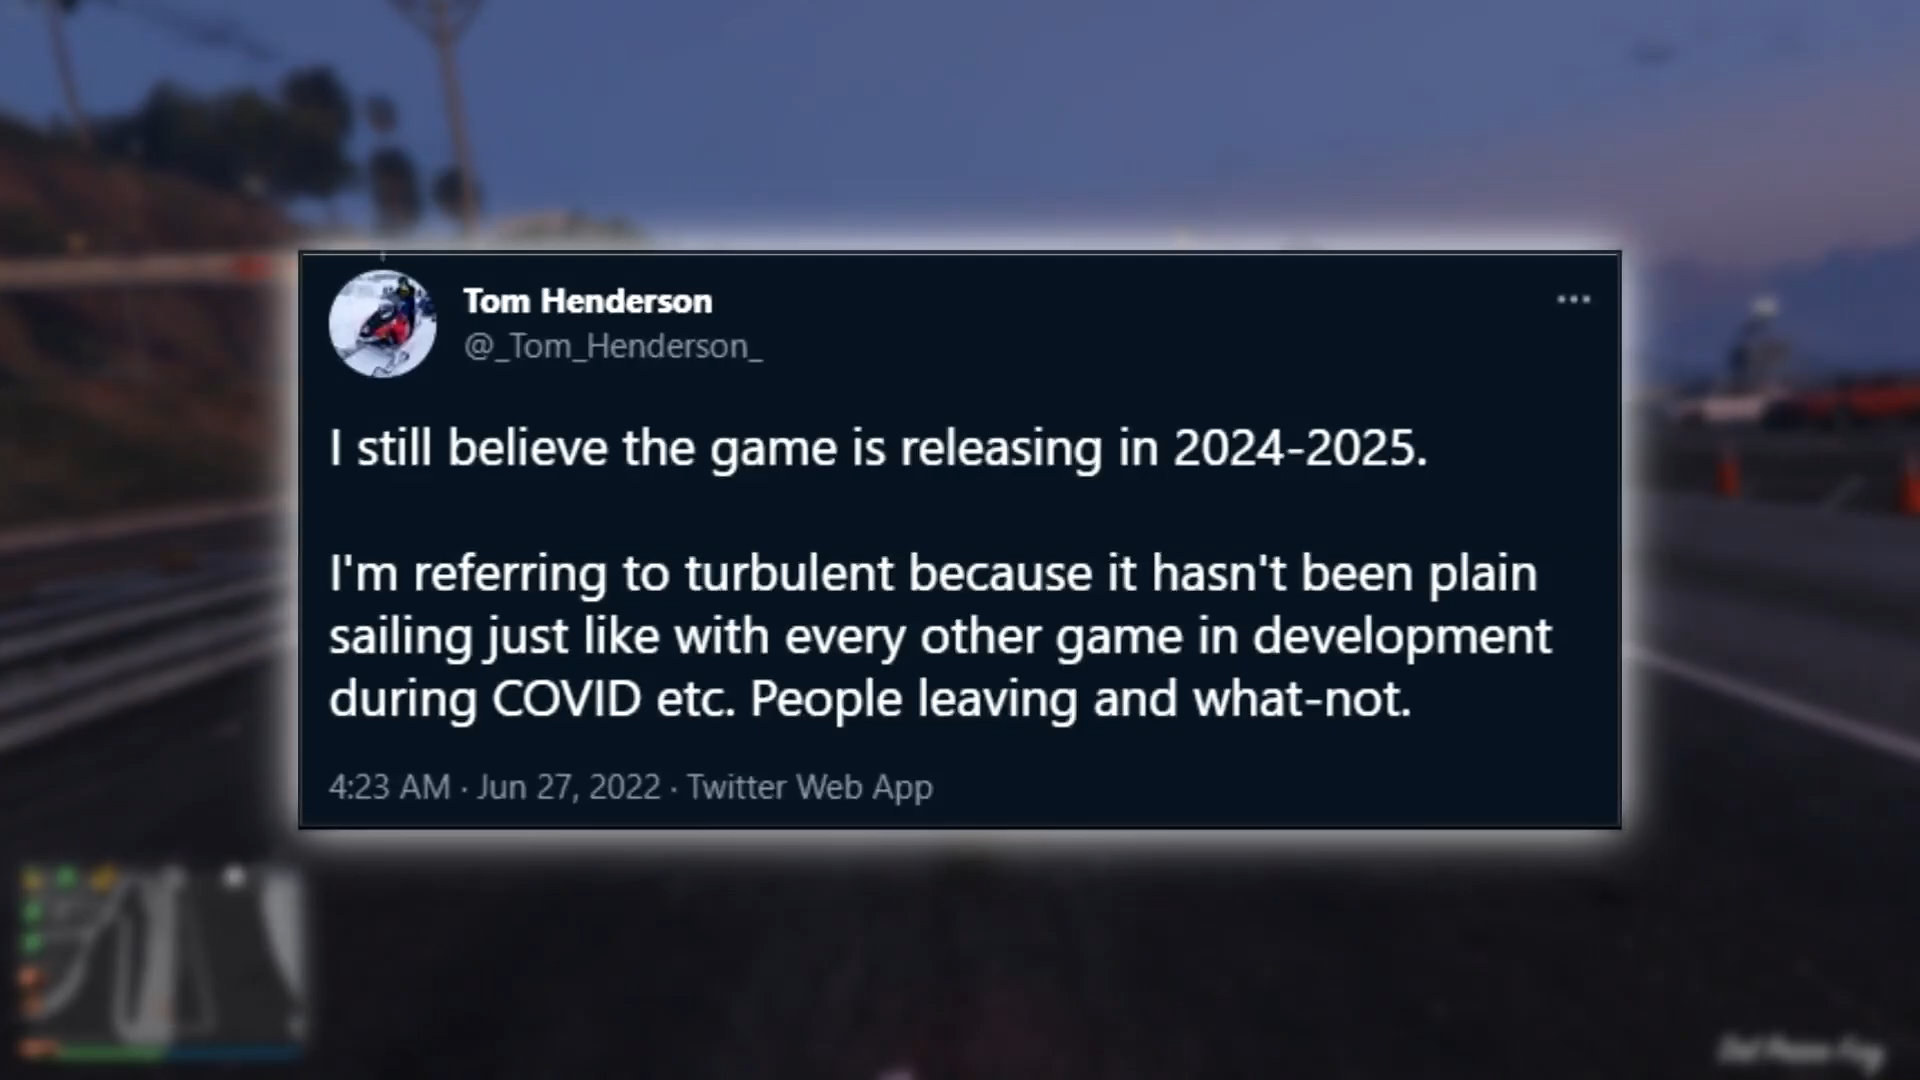 Tom Henderson
@_Tom_Henderson_
I still believe the game is releasing in 2024-2025.
I'm referring to turbulent because it hasn't been plain
sailing just like with every other game in development
during COVID etc. People leaving and what-not.
4:23 AM · Jun 27, 2022 · Twitter Web App